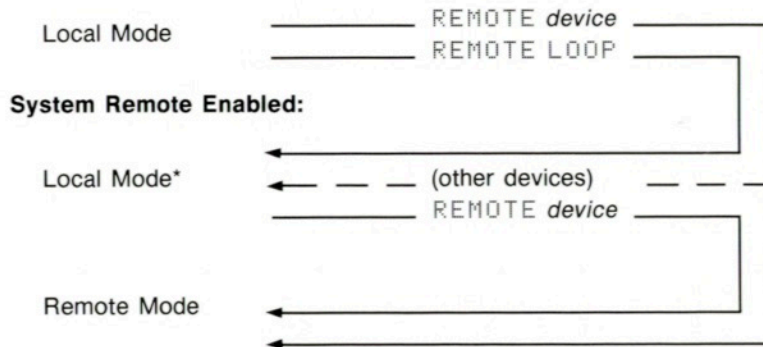 Local Mode
REMOTE device
REMOTE LOOP
System Remote Enabled:
Local Mode*
(other devices)
REMOTE device
Remote Mode